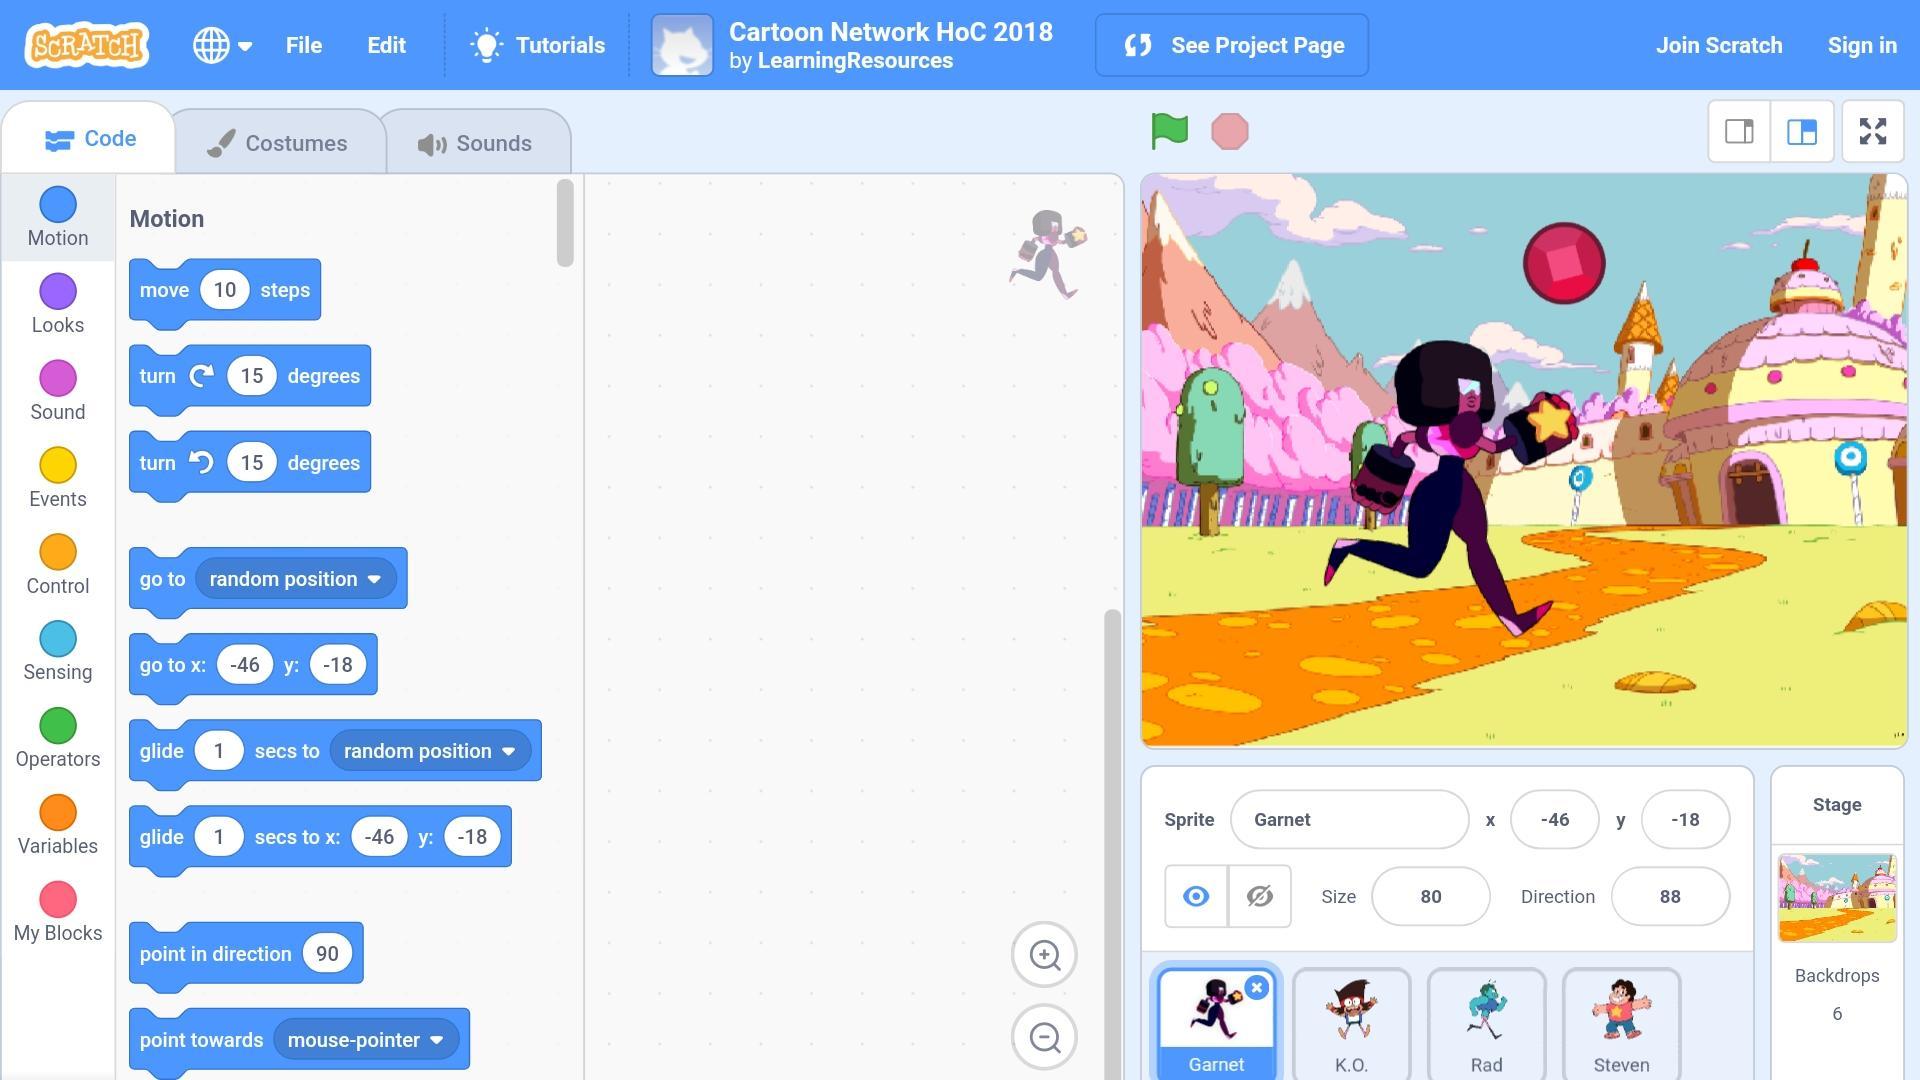 SCRATCH
File
Edit
Tutorials
Cartoon Network HoC 2018
by LearningResources
See Project Page
Join Scratch
Sign in
Code
Costumes
Sounds
Motion
Looks
Sound
Events
Control
Sensing
Operators
Variables
My Blocks
Motion
move 10 steps
turn 15 degrees
turn 15 degrees
go to random position
go to x: -46 y: -18
glide 1 secs to random position
glide 1 secs to x: -46 y: -18
point in direction 90
point towards mouse-pointer
Sprite Garnet x -46 y -18
Size 80 Direction 88
Garnet
K.O.
Rad
Steven
Stage
Backdrops
6